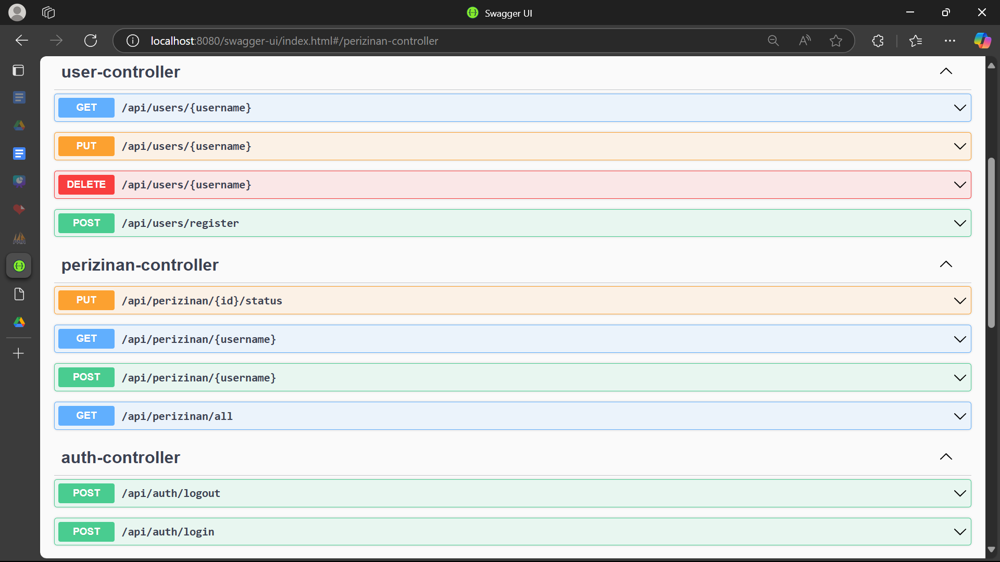 Swagger UI
localhost:8080/swagger-ui/index.html#/perizinan-controller
user-controller
GET /api/users/{username}
PUT /api/users/{username}
DELETE /api/users/{username}
POST /api/users/register
perizinan-controller
PUT /api/perizinan/{id}/status
GET /api/perizinan/{username}
POST /api/perizinan/{username}
GET /api/perizinan/all
auth-controller
POST /api/auth/logout
POST /api/auth/login